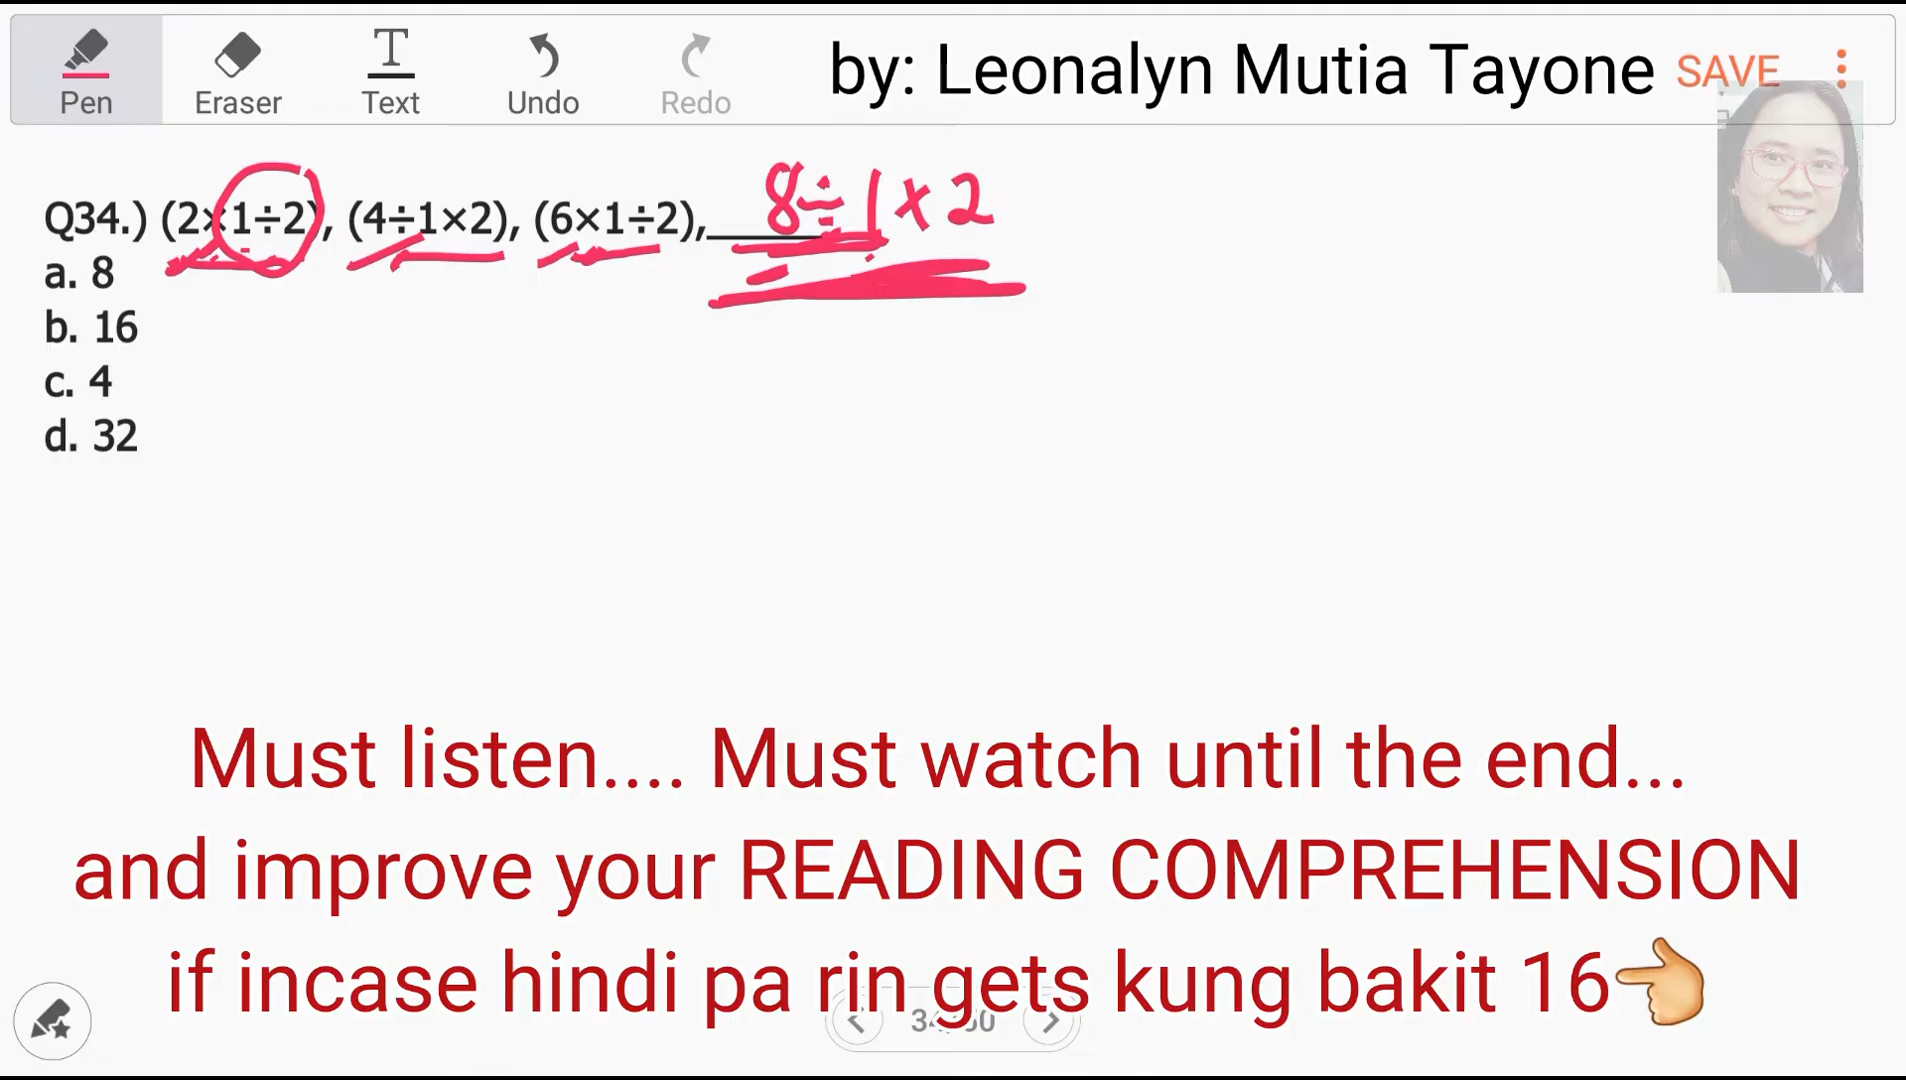 by: Leonalyn Mutia Tayone SAVE
Pen Eraser Text Undo Redo
Q34.) (2×1÷2), (4÷1×2), (6×1÷2),______ 8÷1×2
a. 8
b. 16
c. 4
d. 32
Must listen.... Must watch until the end...
and improve your READING COMPREHENSION
if incase hindi pa rin gets kung bakit 16